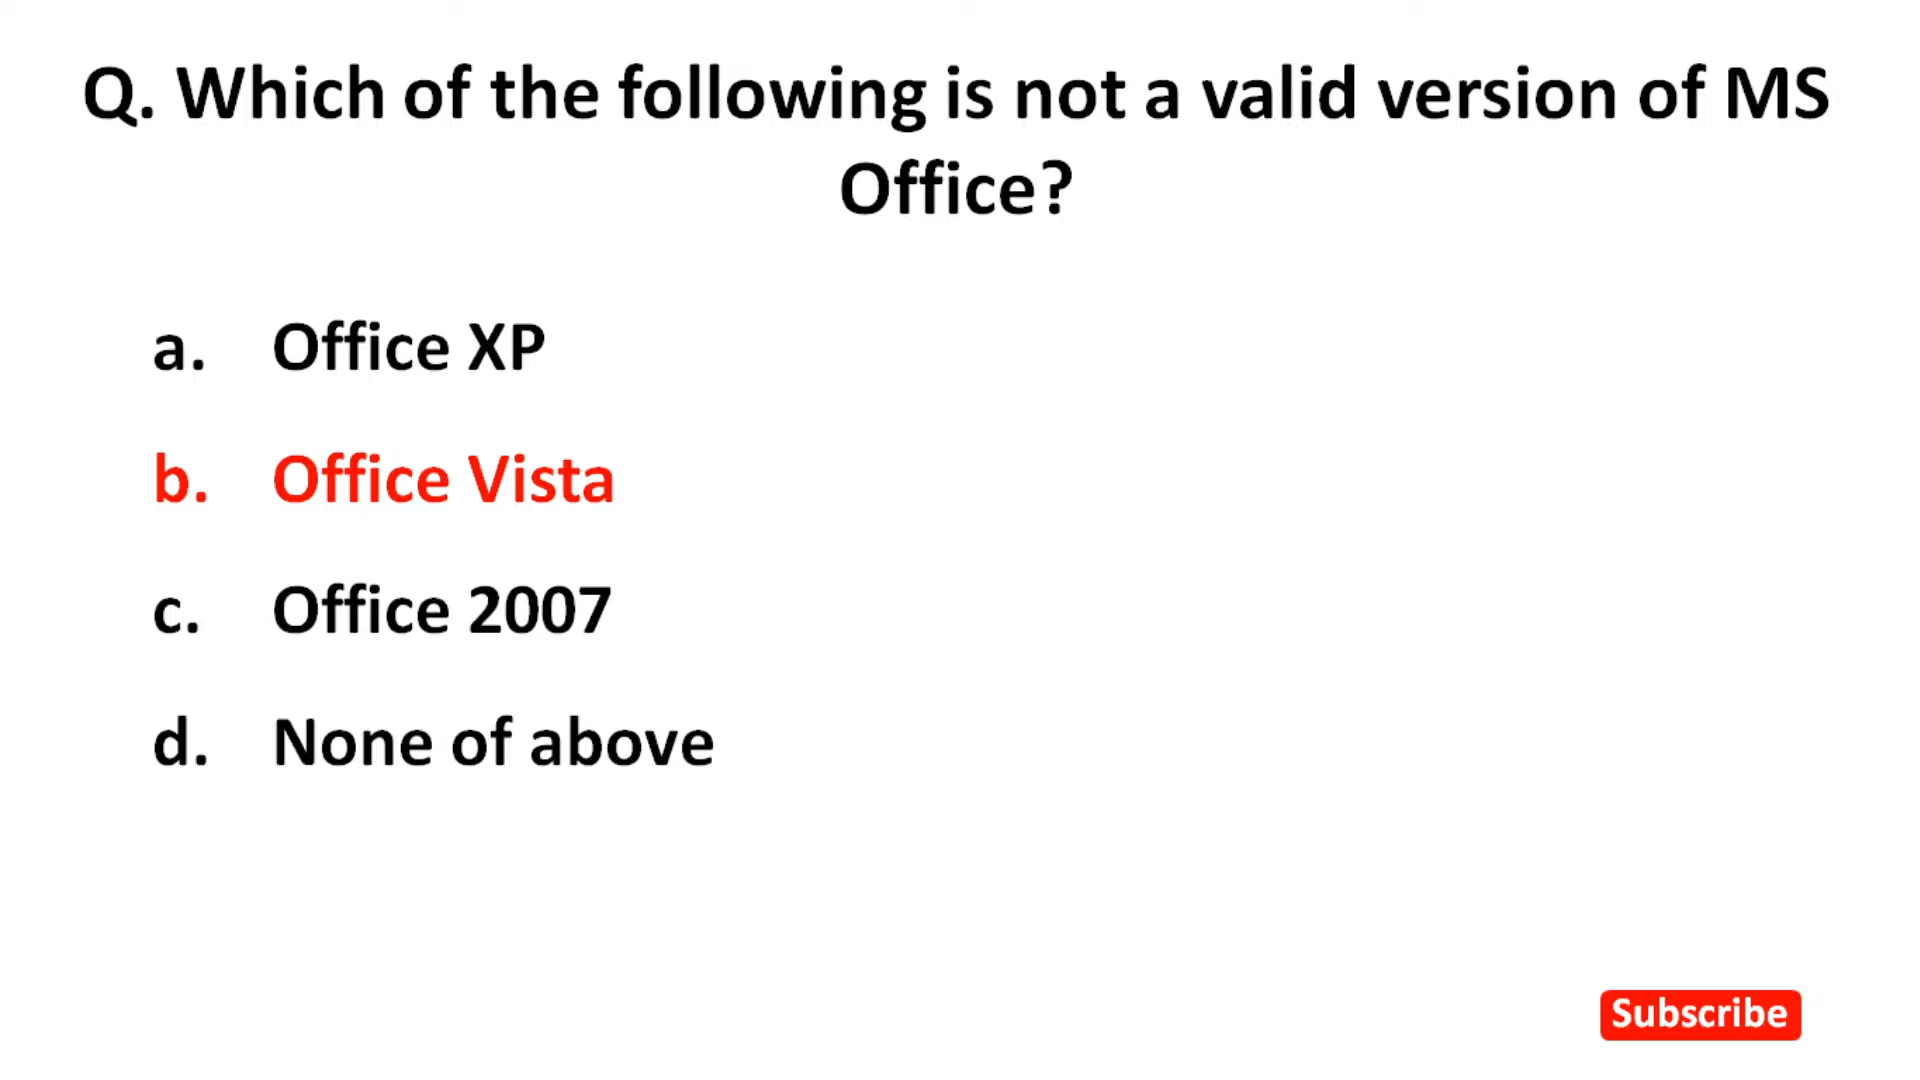 Q. Which of the following is not a valid version of MS
Office?
a. Office XP
b. Office Vista
c. Office 2007
d. None of above
Subscribe